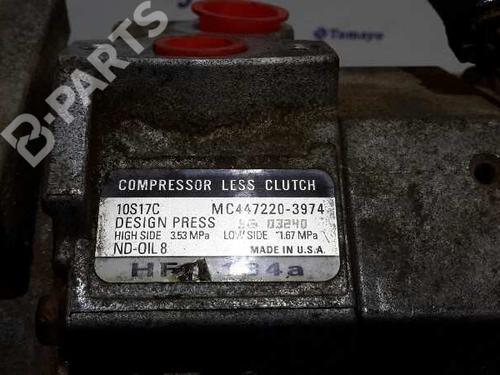 Tamayo
B-PARTS
COMPRESSOR LESS CLUTCH
10S17C MC447220-3974
DESIGN PRESS 03240
HIGH SIDE 3.53 MPa LOW SIDE 1.67 MPa
ND-OIL 8 MADE IN U.S.A.